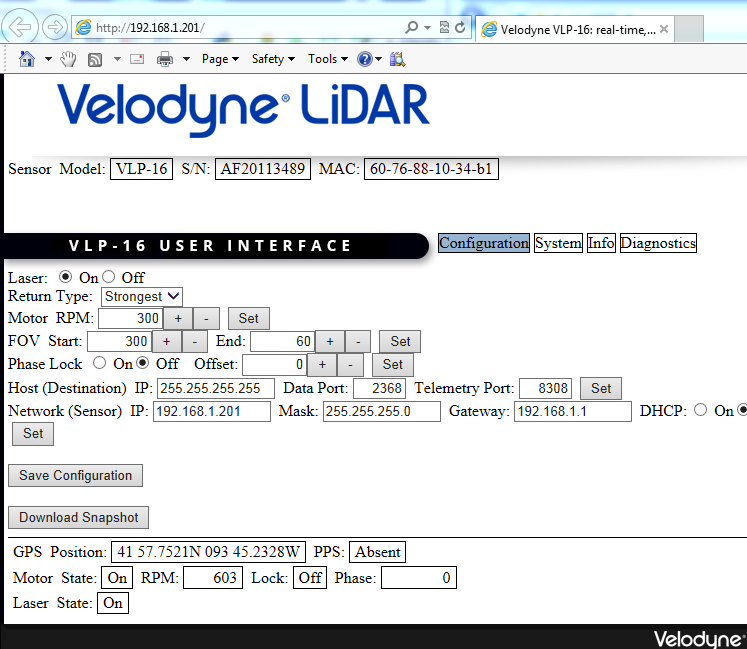 http://192.168.1.201/
Velodyne VLP-16: real-time,...
Page Safety Tools
Velodyne® LiDAR
Sensor Model: VLP-16 S/N: AF20113489 MAC: 60-76-88-10-34-b1
VLP-16 USER INTERFACE Configuration System Info Diagnostics
Laser: On Off
Return Type: Strongest
Motor RPM: 300 + - Set
FOV Start: 300 + - End: 60 + - Set
Phase Lock On Off Offset: 0 + - Set
Host (Destination) IP: 255.255.255.255 Data Port: 2368 Telemetry Port: 8308 Set
Network (Sensor) IP: 192.168.1.201 Mask: 255.255.255.0 Gateway: 192.168.1.1 DHCP: On
Set
Save Configuration
Download Snapshot
GPS Position: 41 57.7521N 093 45.2328W PPS: Absent
Motor State: On RPM: 603 Lock: Off Phase: 0
Laser State: On
Velodyne®